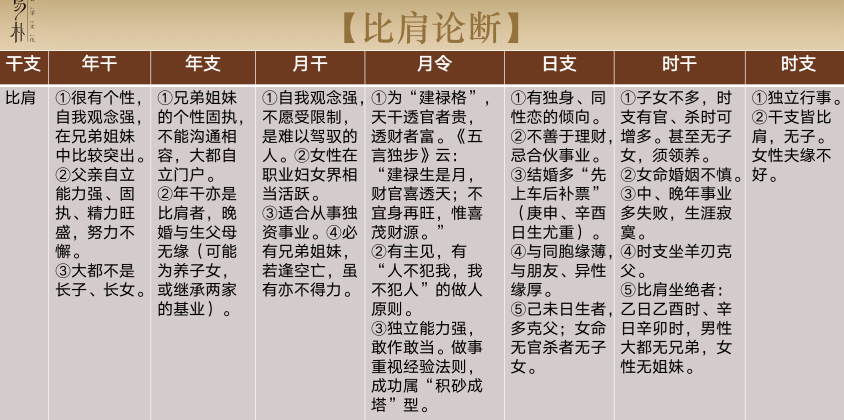 易朴
【比肩论断】
干支 年干 年支 月干 月令 日支 时干 时支
比肩
①很有个性，
自我观念强，
在兄弟姐妹
中比较突出。
②父亲自立
能力强、固
执、精力旺
盛，努力不
懈。
③大都不是
长子、长女。
①兄弟姐妹
的个性固执，
不能沟通相
容，大都自
立门户。
②年干亦是
比肩者，晚
婚与生父母
无缘（可能
为养子女，
或继承两家
的基业）。
①自我观念强，
不愿受限制，
是难以驾驭的
人。②女性在
职业妇女界相
当活跃。
③适合从事独
资事业。④必
有兄弟姐妹，
若逢空亡，虽
有亦不得力。
①为“建禄格”，
天干透官者贵，
透财者富。《五
言独步》云：
“建禄生是月，
财官喜透天；不
宜身再旺，惟喜
茂财源。”
②有主见，有
“人不犯我，我
不犯人”的做人
原则。
③独立能力强，
敢作敢当。做事
重视经验法则，
成功属“积砂成
塔”型。
①有独身、同
性恋的倾向。
②不善于理财，
忌合伙事业。
③结婚多“先
上车后补票”
（庚申、辛酉
日生尤重）。
④与同胞缘薄，
与朋友、异性
缘厚。
⑤己未日生者，
多克父；女命
无官杀者无子
女。
①子女不多，时
支有官、杀时可
增多。甚至无子
女，须领养。
②女命婚姻不慎。
③中、晚年事业
多失败，生涯寂
寞。
④时支坐羊刃克
父。
⑤比肩坐绝者：
乙日乙酉时、辛
日辛卯时，男性
大都无兄弟，女
性无姐妹。
①独立行事。
②干支皆比
肩，无子。
女性夫缘不
好。